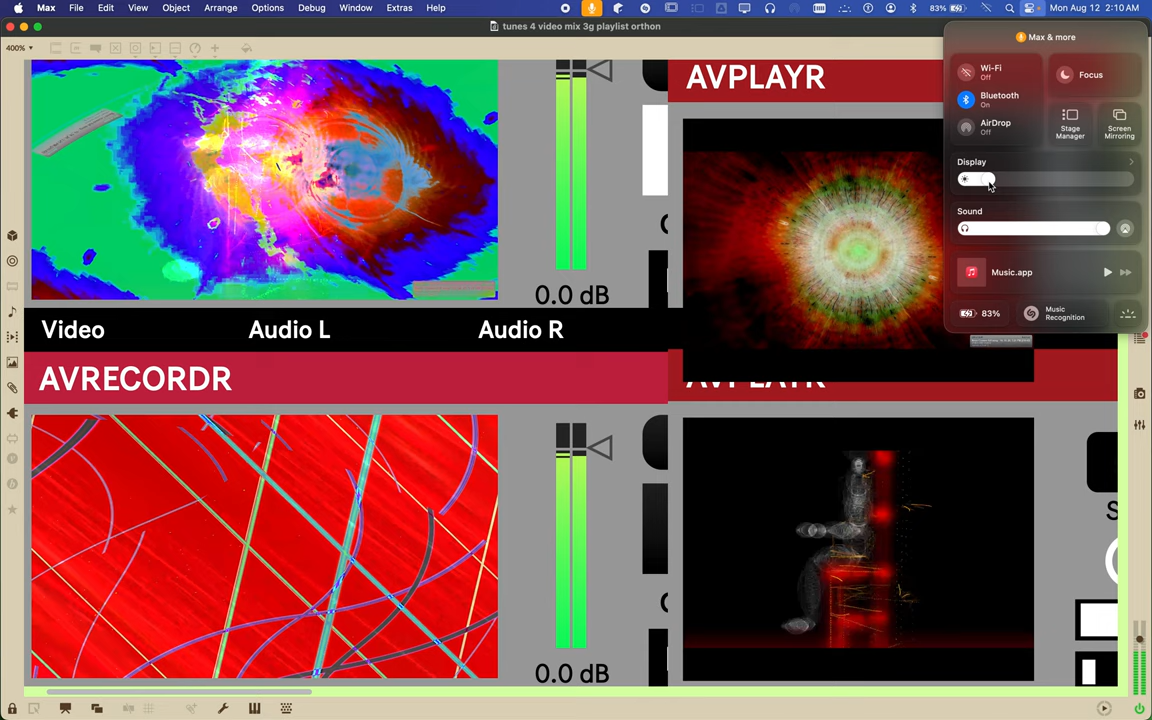 Max File Edit View Object Arrange Options Debug Window Extras Help
83% Mon Aug 12 2:10 AM
tunes 4 video mix 3g playlist orthon
400%
Max & more
Wi-Fi
Off
Focus
Bluetooth
On
AirDrop
Off
Stage
Manager
Screen
Mirroring
Display
Sound
Music.app
83%
Music
Recognition
AVPLAYR
0.0 dB
Video Audio L Audio R
AVRECORDR
AVPLAYR
0.0 dB